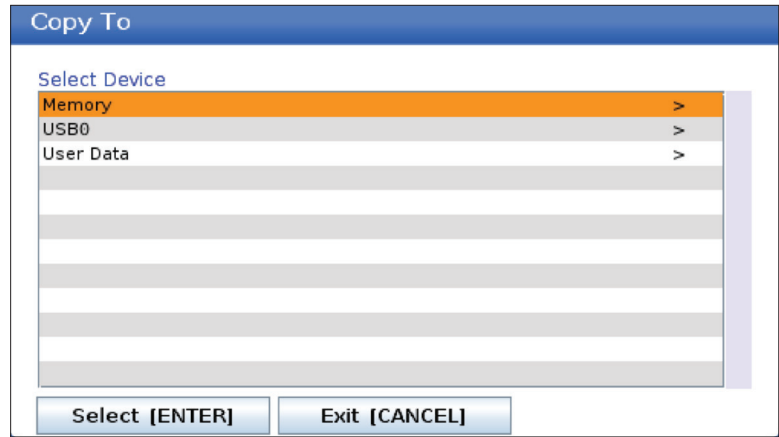 Copy To
Select Device
Memory >
USB0 >
User Data >
Select [ENTER] Exit [CANCEL]